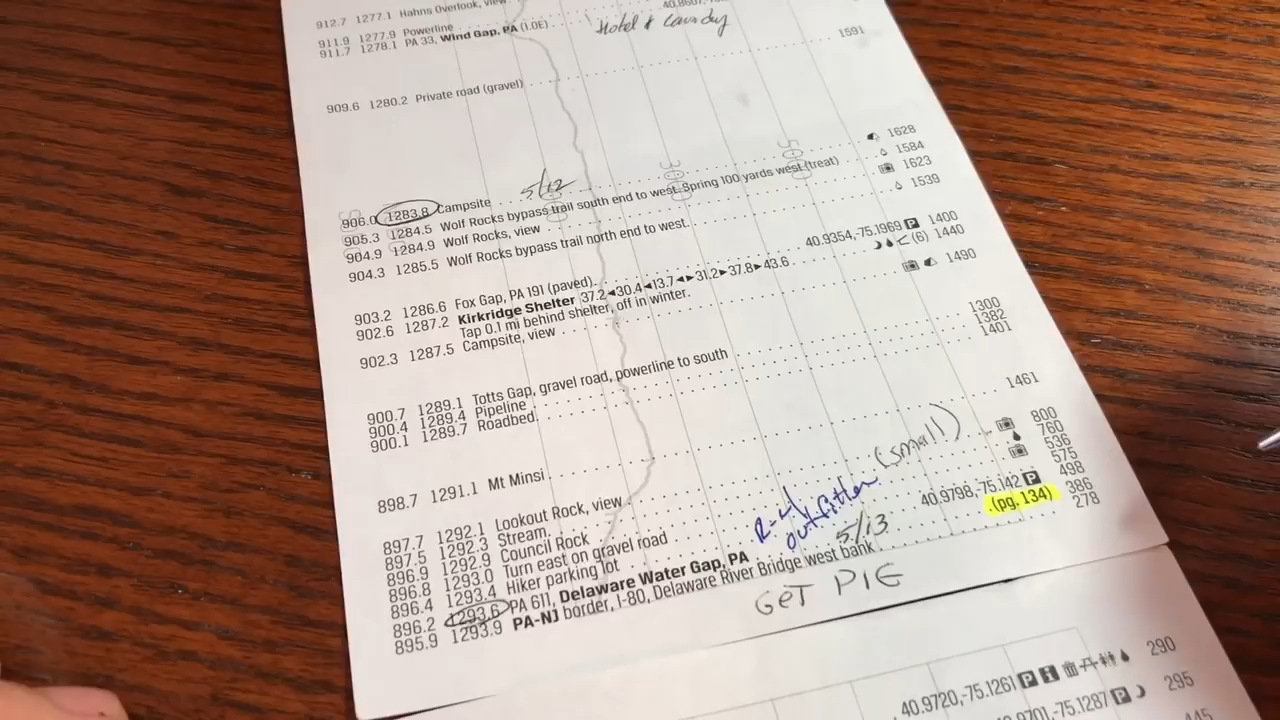 912.7 1277.1 Hahns Overlook, view
911.9 1277.9 Powerline
911.7 1278.1 PA 33, Wind Gap, PA (1.0E)
Hotel & Laundry
909.6 1280.2 Private road (gravel) 1591
5/12
906.0 1283.8 Campsite 1628
905.3 1284.5 Wolf Rocks bypass trail south end to west. Spring 100 yards west (treat) 1584
904.9 1284.9 Wolf Rocks, view 1623
904.3 1285.5 Wolf Rocks bypass trail north end to west. 1539
903.2 1286.6 Fox Gap, PA 191 (paved) 40.9354,-75.1969 P 1400
902.6 1287.2 Kirkridge Shelter 37.2◄30.4◄13.7◄►31.2►37.8►43.6 (6) 1440
Tap 0.1 mi behind shelter, off in winter.
902.3 1287.5 Campsite, view 1490
900.7 1289.1 Totts Gap, gravel road, powerline to south 1300
900.4 1289.4 Pipeline 1382
900.1 1289.7 Roadbed 1401
898.7 1291.1 Mt Minsi 1461
897.7 1292.1 Lookout Rock, view 800
897.5 1292.3 Stream 760
896.9 1292.9 Council Rock 536
896.8 1293.0 Turn east on gravel road 575
896.4 1293.4 Hiker parking lot 40.9798,-75.142 P 498
896.2 1293.6 PA 611, Delaware Water Gap, PA (pg. 134) 386
895.9 1293.9 PA-NJ border, I-80, Delaware River Bridge west bank 278
outfitter (small)
5/13
GET PIE
40.9720,-75.1261 P i 290
-75.1287 P 295